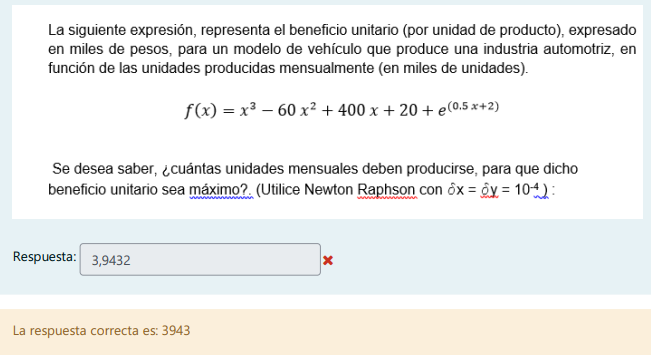 La siguiente expresión, representa el beneficio unitario (por unidad de producto), expresado
en miles de pesos, para un modelo de vehículo que produce una industria automotriz, en
función de las unidades producidas mensualmente (en miles de unidades).
f(x) = x³ − 60 x² + 400 x + 20 + e^(0.5 x+2)
Se desea saber, ¿cuántas unidades mensuales deben producirse, para que dicho
beneficio unitario sea máximo?. (Utilice Newton Raphson con δx = δy = 10⁻⁴ ) :
Respuesta: 3,9432
La respuesta correcta es: 3943